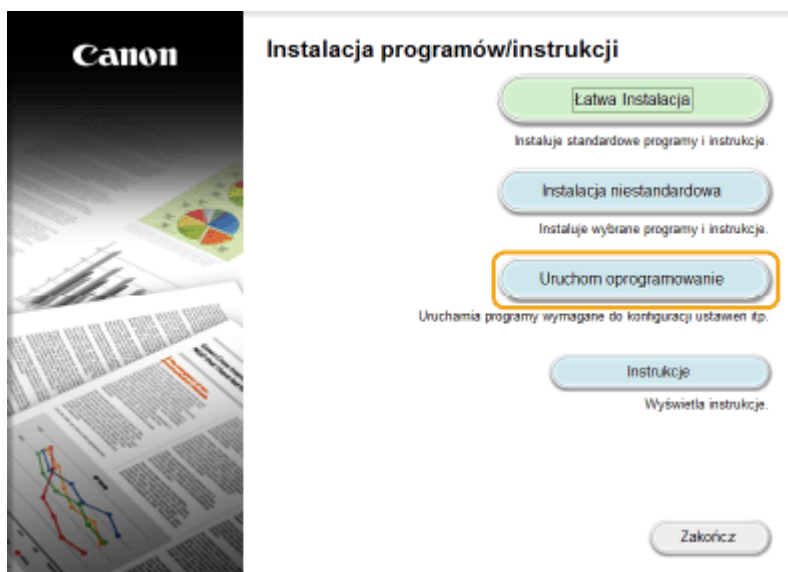 Canon
Instalacja programów/instrukcji
Łatwa Instalacja
Instaluje standardowe programy i instrukcje.
Instalacja niestandardowa
Instaluje wybrane programy i instrukcje.
Uruchom oprogramowanie
Uruchamia programy wymagane do konfiguracji ustawień itp.
Instrukcje
Wyświetla instrukcje.
Zakończ